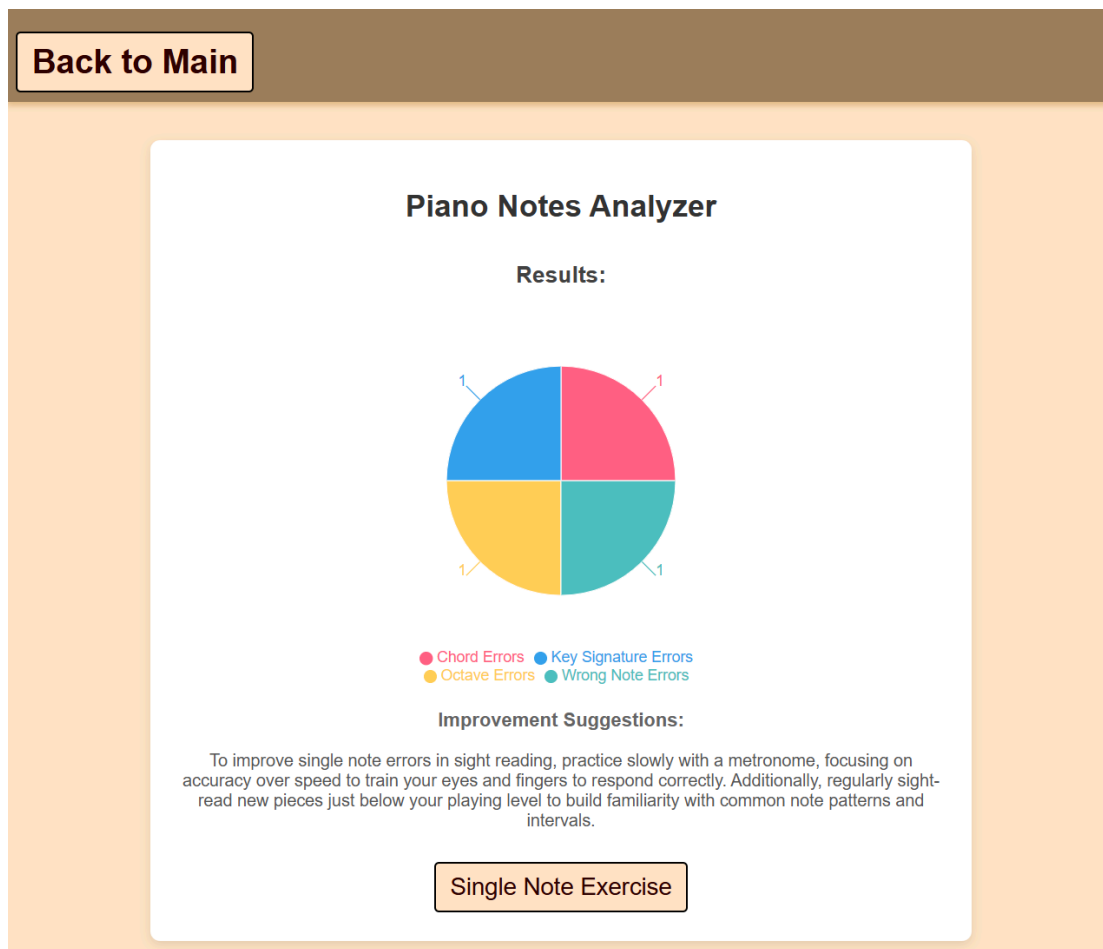 Back to Main
Piano Notes Analyzer
Results:
1
1
1
1
Chord Errors
Key Signature Errors
Octave Errors
Wrong Note Errors
Improvement Suggestions:
To improve single note errors in sight reading, practice slowly with a metronome, focusing on
accuracy over speed to train your eyes and fingers to respond correctly. Additionally, regularly sight-
read new pieces just below your playing level to build familiarity with common note patterns and
intervals.
Single Note Exercise